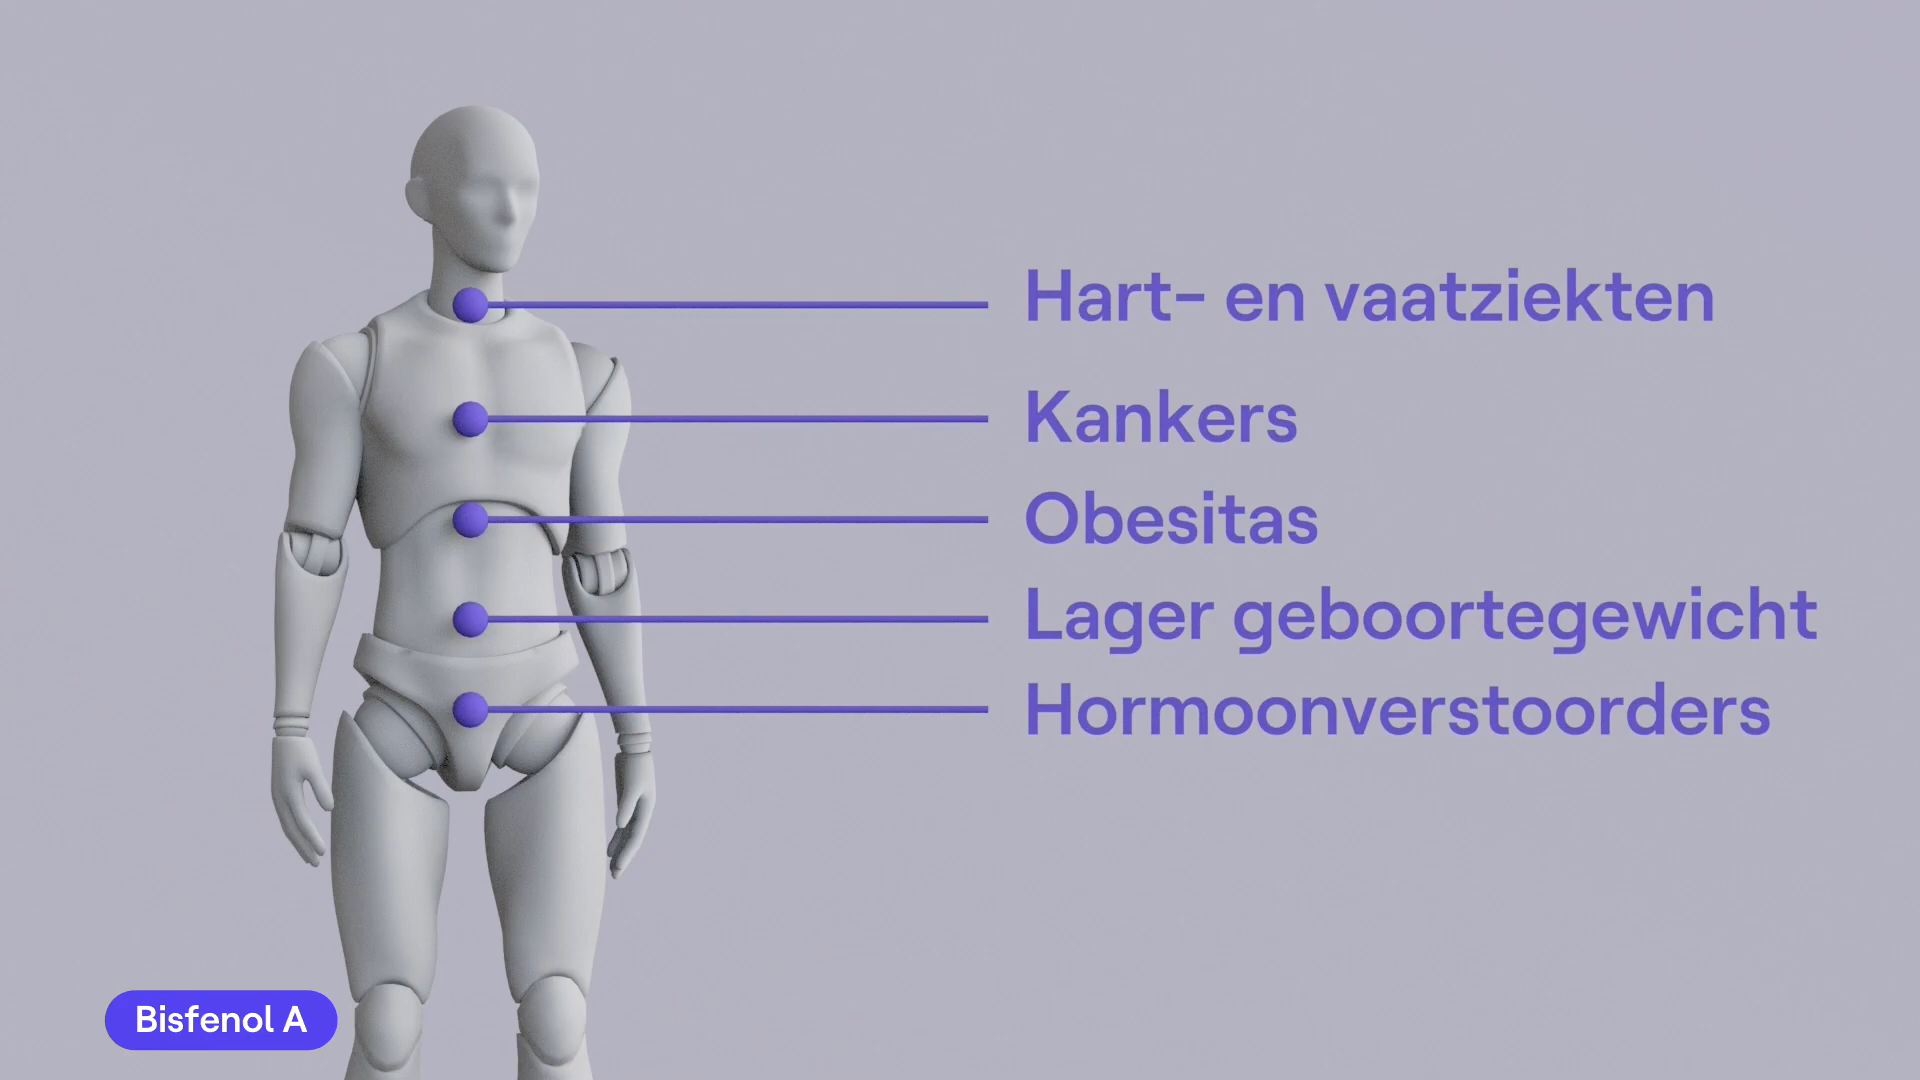 Hart- en vaatziekten
Kankers
Obesitas
Lager geboortegewicht
Hormoonverstoorders
Bisfenol A